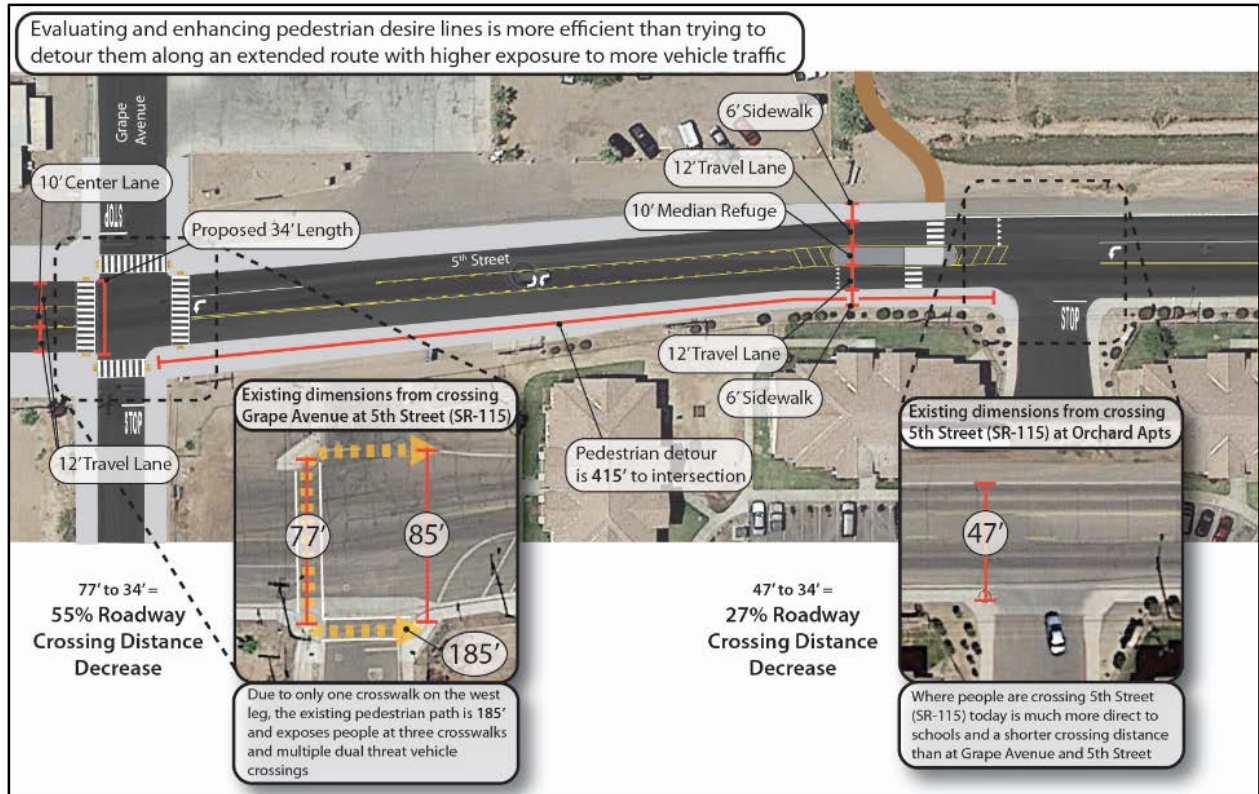 Evaluating and enhancing pedestrian desire lines is more efficient than trying to
detour them along an extended route with higher exposure to more vehicle traffic
Grape
Avenue
6' Sidewalk
12' Travel Lane
10' Center Lane
10' Median Refuge
STOP
Proposed 34' Length
5th Street
STOP
12' Travel Lane
6' Sidewalk
STOP
12' Travel Lane
Pedestrian detour
is 415' to intersection
Existing dimensions from crossing
Grape Avenue at 5th Street (SR-115)
77'
85'
185'
Existing dimensions from crossing
5th Street (SR-115) at Orchard Apts
47'
77' to 34' =
55% Roadway
Crossing Distance
Decrease
47' to 34' =
27% Roadway
Crossing Distance
Decrease
Due to only one crosswalk on the west
leg, the existing pedestrian path is 185'
and exposes people at three crosswalks
and multiple dual threat vehicle
crossings
Where people are crossing 5th Street
(SR-115) today is much more direct to
schools and a shorter crossing distance
than at Grape Avenue and 5th Street